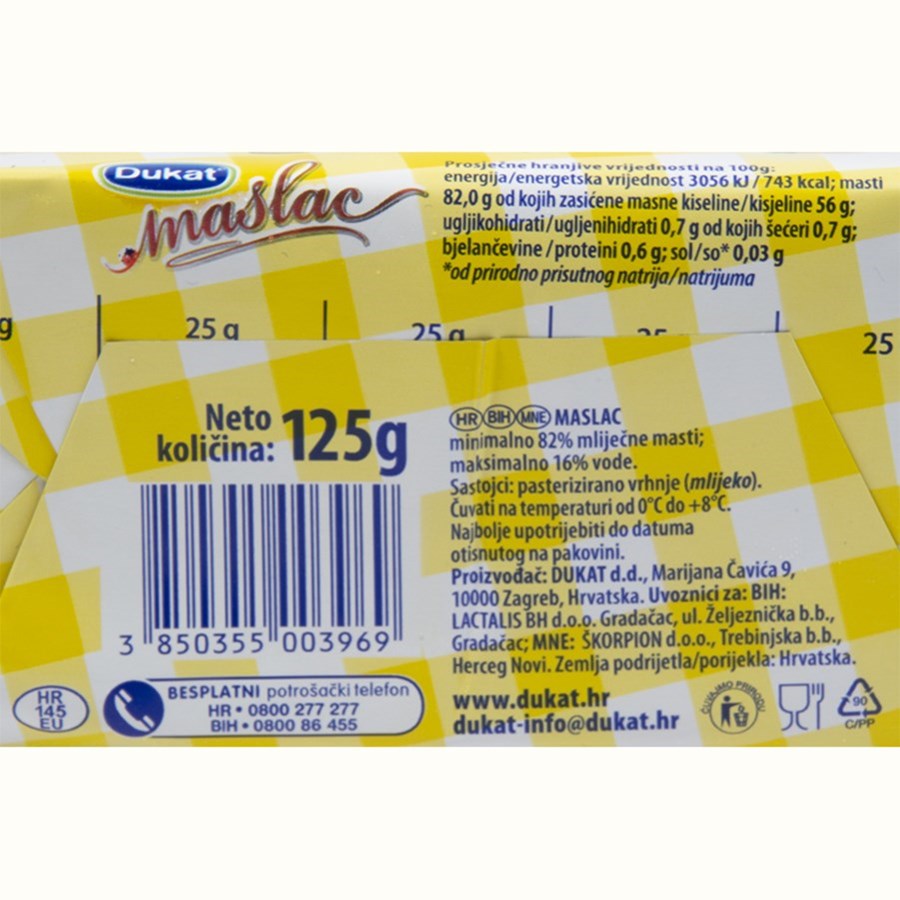 Dukat
maslac
Prosječne hranjive vrijednosti na 100g:
energija/energetska vrijednost 3056 kJ / 743 kcal; masti
82,0 g od kojih zasićene masne kiseline/kisjeline 56 g;
ugljikohidrati/ugljenihidrati 0,7 g od kojih šećeri 0,7 g;
bjelančevine/proteini 0,6 g; sol/so* 0,03 g
*od prirodno prisutnog natrija/natrijuma
g 25 g 25 g 25 25
Neto
količina: 125g
3 850355 003969
HR
145
EU
BESPLATNI potrošački telefon
HR • 0800 277 277
BIH • 0800 86 455
HR BIH MNE MASLAC
minimalno 82% mliječne masti;
maksimalno 16% vode.
Sastojci: pasterizirano vrhnje (mlijeko).
Čuvati na temperaturi od 0°C do +8°C.
Najbolje upotrijebiti do datuma
otisnutog na pakovini.
Proizvođač: DUKAT d.d., Marijana Čavića 9,
10000 Zagreb, Hrvatska. Uvoznici za: BIH:
LACTALIS BH d.o.o. Gradačac, ul. Željeznička b.b.,
Gradačac; MNE: ŠKORPION d.o.o., Trebinjska b.b.,
Herceg Novi. Zemlja podrijetla/porijekla: Hrvatska.
www.dukat.hr
dukat-info@dukat.hr
ČUVAJMO PRIRODU
90
C/PP